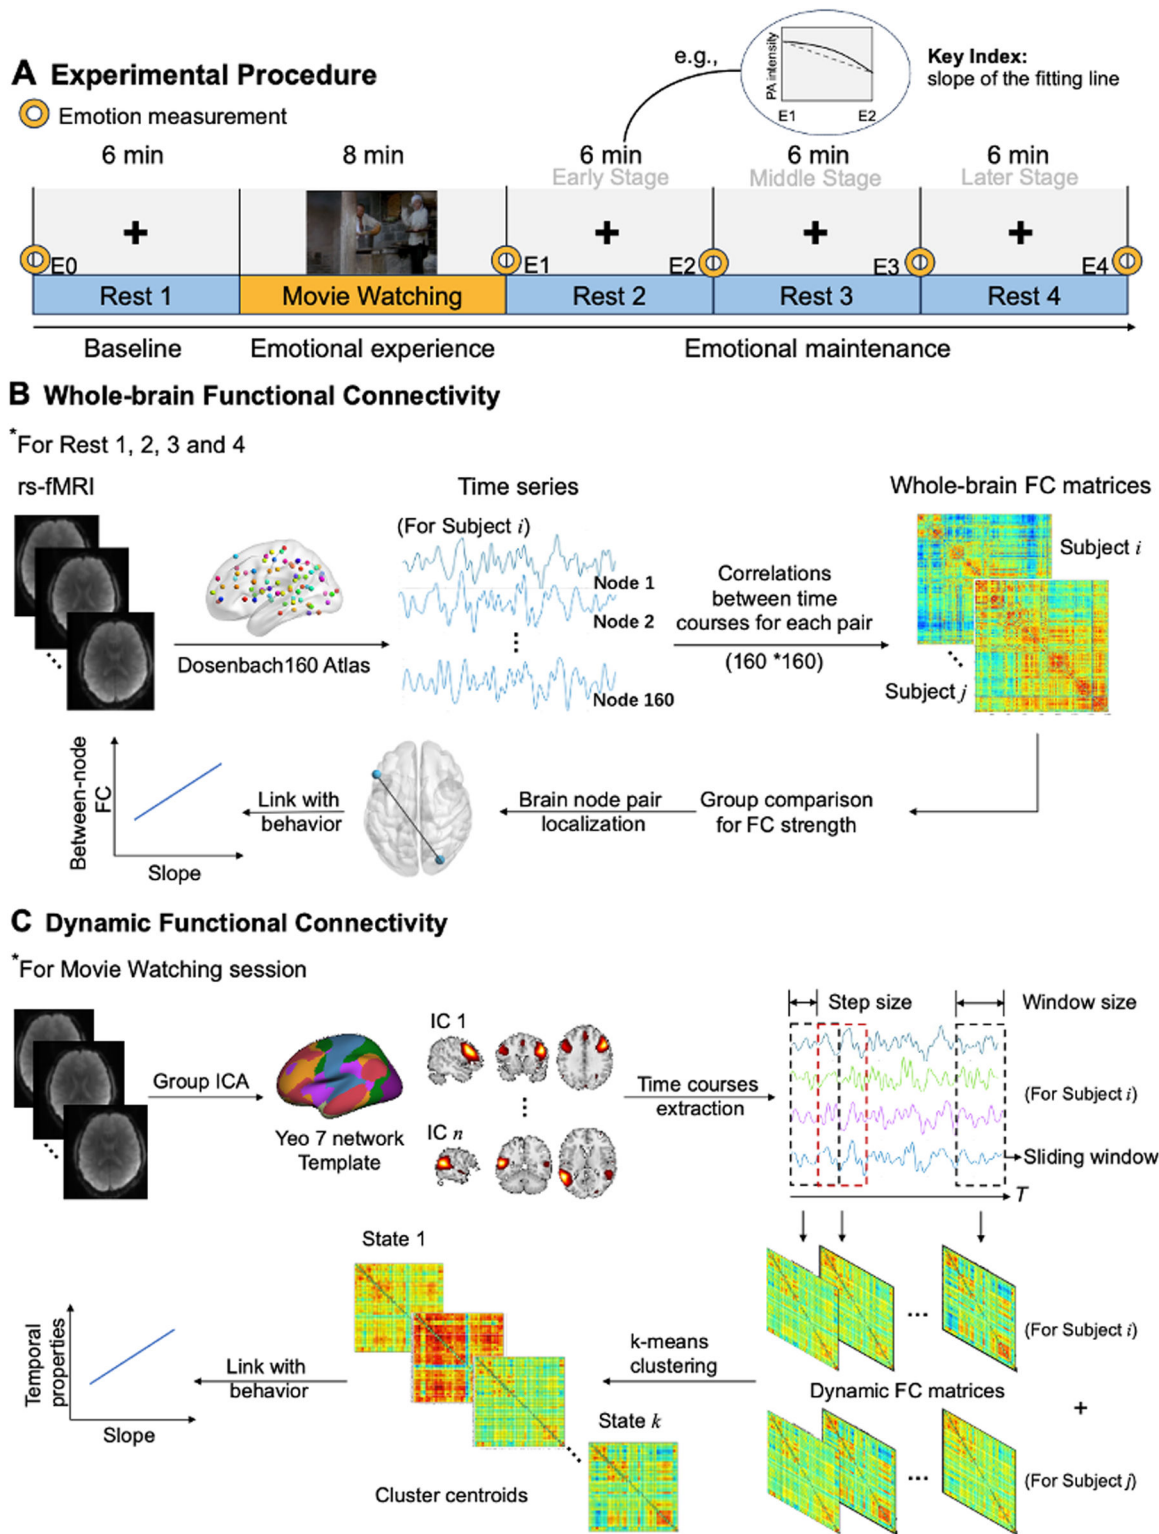 A Experimental Procedure
Emotion measurement
e.g.,
PA intensity
E1 E2
Key Index:
slope of the fitting line
6 min 8 min 6 min 6 min 6 min
Early Stage Middle Stage Later Stage
E0 E1 E2 E3 E4
Rest 1 Movie Watching Rest 2 Rest 3 Rest 4
Baseline Emotional experience Emotional maintenance
B Whole-brain Functional Connectivity
*For Rest 1, 2, 3 and 4
rs-fMRI Time series Whole-brain FC matrices
(For Subject i)
Node 1
Node 2
Node 160
Dosenbach160 Atlas
Correlations
between time
courses for each pair
(160 *160)
Subject i
Subject j
Between-node
FC
Slope
Link with
behavior
Brain node pair
localization
Group comparison
for FC strength
C Dynamic Functional Connectivity
*For Movie Watching session
Group ICA
Yeo 7 network
Template
IC 1
IC n
Time courses
extraction
Step size Window size
(For Subject i)
Sliding window
T
State 1
State k
Cluster centroids
k-means
clustering
Dynamic FC matrices
(For Subject i)
+
(For Subject j)
Link with
behavior
Temporal
properties
Slope